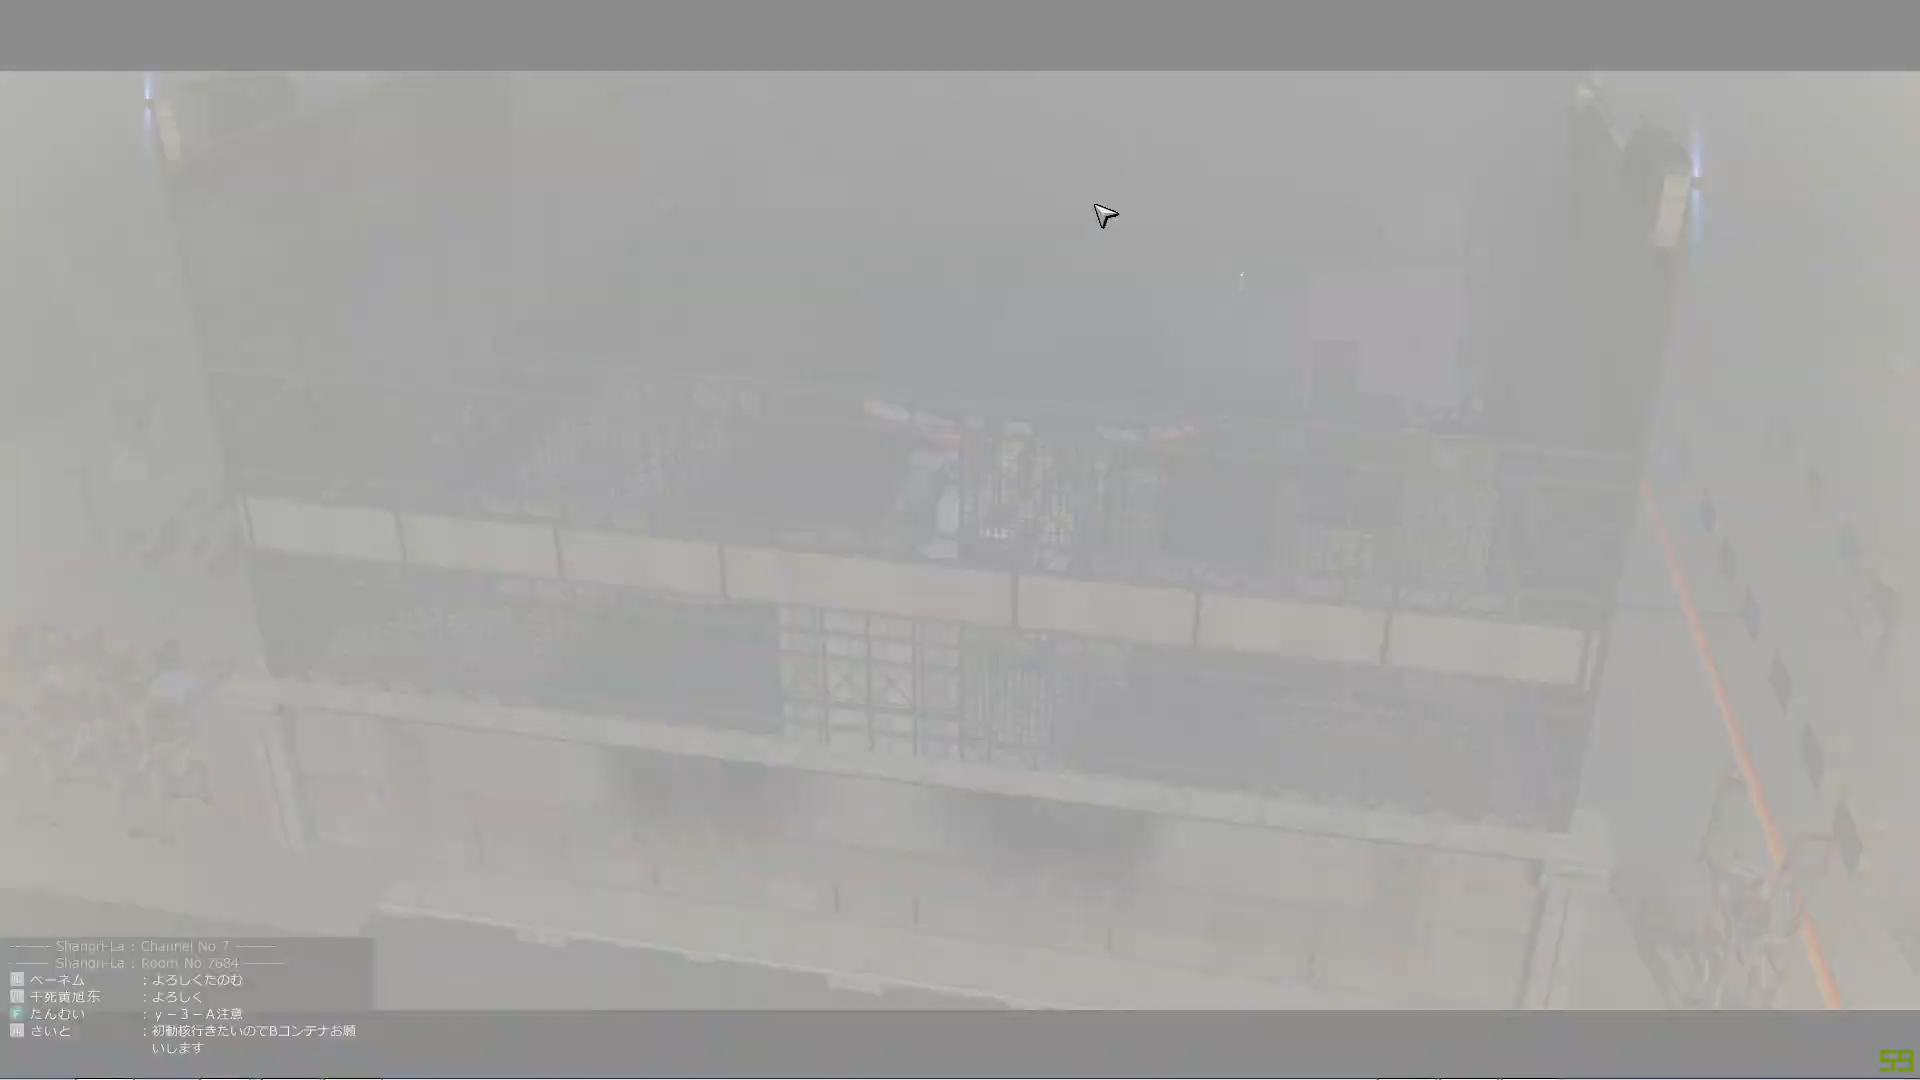 Shangri-La : Channel No 7
Shangri-La : Room No.7684
ベーネム : よろしくたのむ
干死黄旭东 : よろしく
F たんむい : ｙ－３－Ａ注意
さいと : 初動核行きたいのでBコンテナお願
いします
59